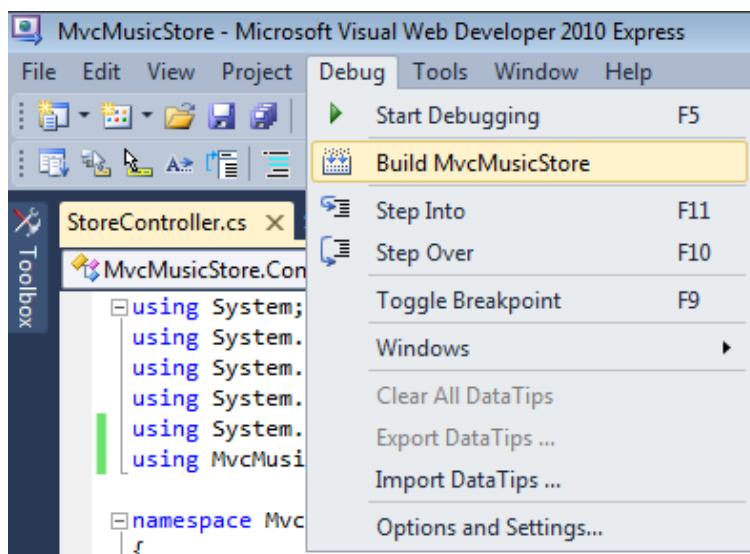 MvcMusicStore - Microsoft Visual Web Developer 2010 Express
File Edit View Project Debug Tools Window Help
Start Debugging F5
Build MvcMusicStore
Step Into F11
Step Over F10
Toggle Breakpoint F9
Windows
Clear All DataTips
Export DataTips ...
Import DataTips ...
Options and Settings...
Toolbox
StoreController.cs
MvcMusicStore.Con
using System;
using System.
using System.
using System.
using System.
using MvcMusi
namespace Mvc
{